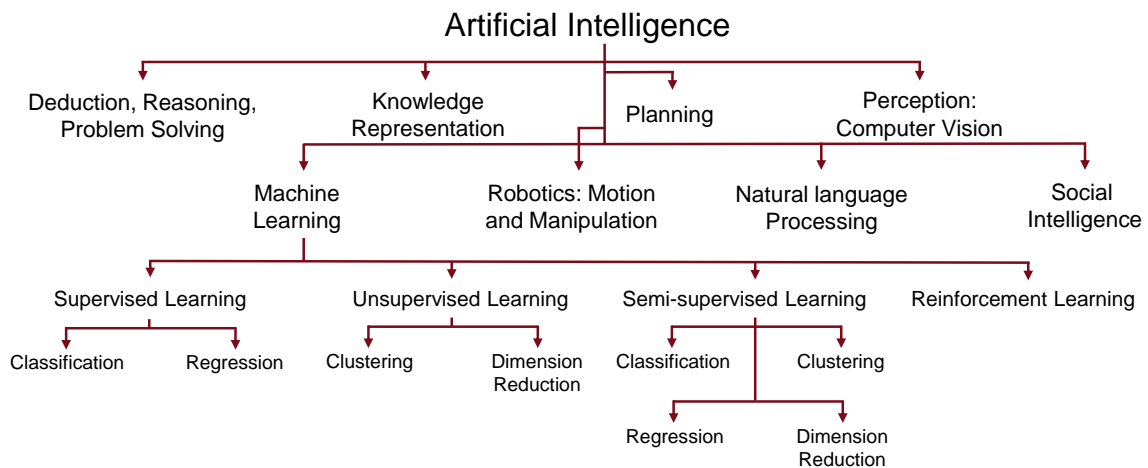 Artificial Intelligence
Deduction, Reasoning,
Problem Solving
Knowledge
Representation
Planning
Perception:
Computer Vision
Machine
Learning
Robotics: Motion
and Manipulation
Natural language
Processing
Social
Intelligence
Supervised Learning
Unsupervised Learning
Semi-supervised Learning
Reinforcement Learning
Classification
Regression
Clustering
Dimension
Reduction
Classification
Clustering
Regression
Dimension
Reduction